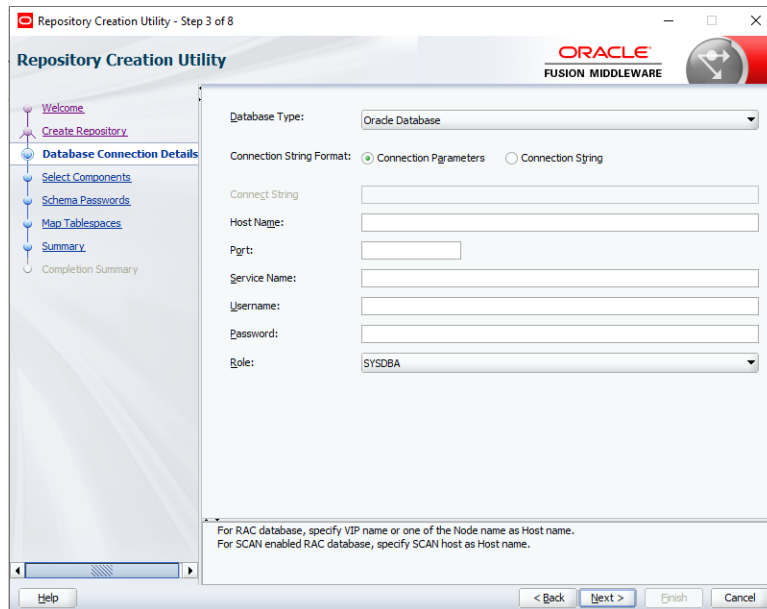 Repository Creation Utility - Step 3 of 8
Repository Creation Utility
ORACLE
FUSION MIDDLEWARE
Welcome
Create Repository
Database Connection Details
Select Components
Schema Passwords
Map Tablespaces
Summary
Completion Summary
Database Type: Oracle Database
Connection String Format: Connection Parameters Connection String
Connect String
Host Name:
Port:
Service Name:
Username:
Password:
Role: SYSDBA
For RAC database, specify VIP name or one of the Node name as Host name.
For SCAN enabled RAC database, specify SCAN host as Host name.
Help < Back Next > Finish Cancel